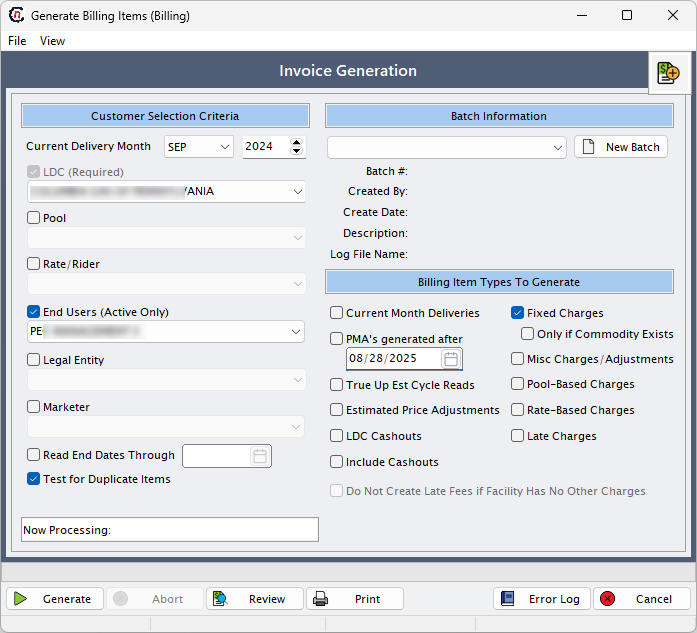 Generate Billing Items (Billing)
File View
Invoice Generation
Customer Selection Criteria
Current Delivery Month SEP 2024
LDC (Required)
VANIA
Pool
Rate/Rider
End Users (Active Only)
PE
Legal Entity
Marketer
Read End Dates Through
Test for Duplicate Items
Now Processing:
Batch Information
New Batch
Batch #:
Created By:
Create Date:
Description:
Log File Name:
Billing Item Types To Generate
Current Month Deliveries
PMA's generated after
08/28/2025
True Up Est Cycle Reads
Estimated Price Adjustments
LDC Cashouts
Include Cashouts
Fixed Charges
Only if Commodity Exists
Misc Charges/Adjustments
Pool-Based Charges
Rate-Based Charges
Late Charges
Do Not Create Late Fees if Facility Has No Other Charges
Generate Abort Review Print Error Log Cancel